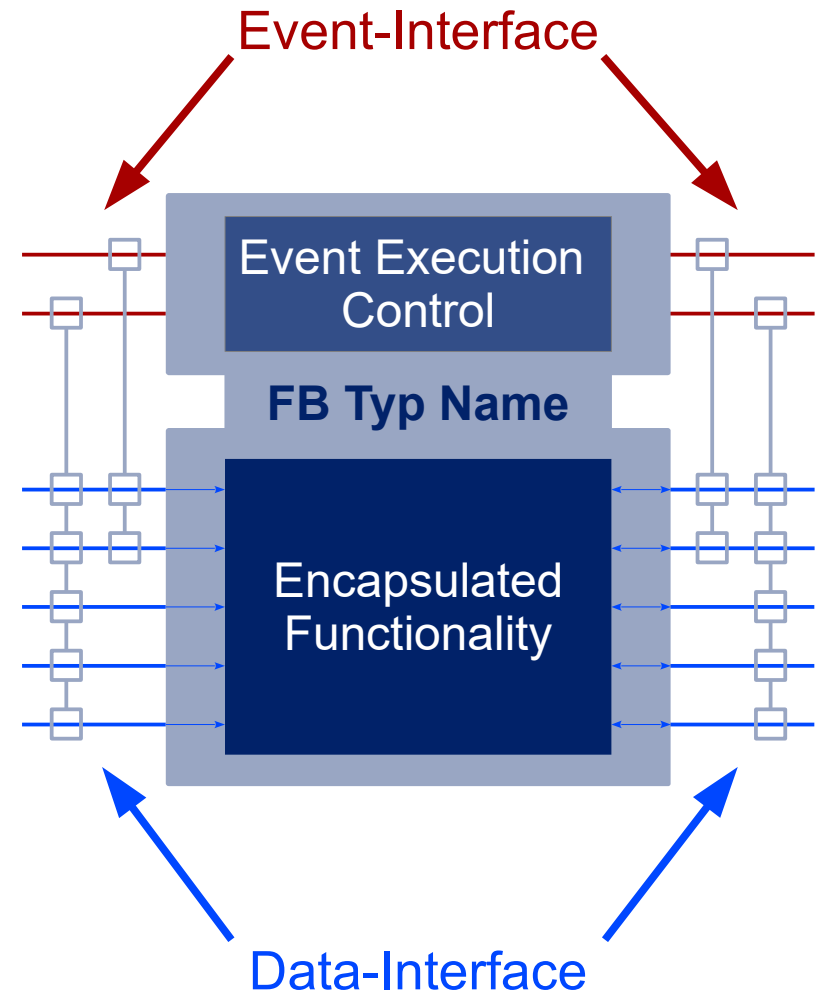 Event-Interface
Event Execution
Control
FB Typ Name
Encapsulated
Functionality
Data-Interface